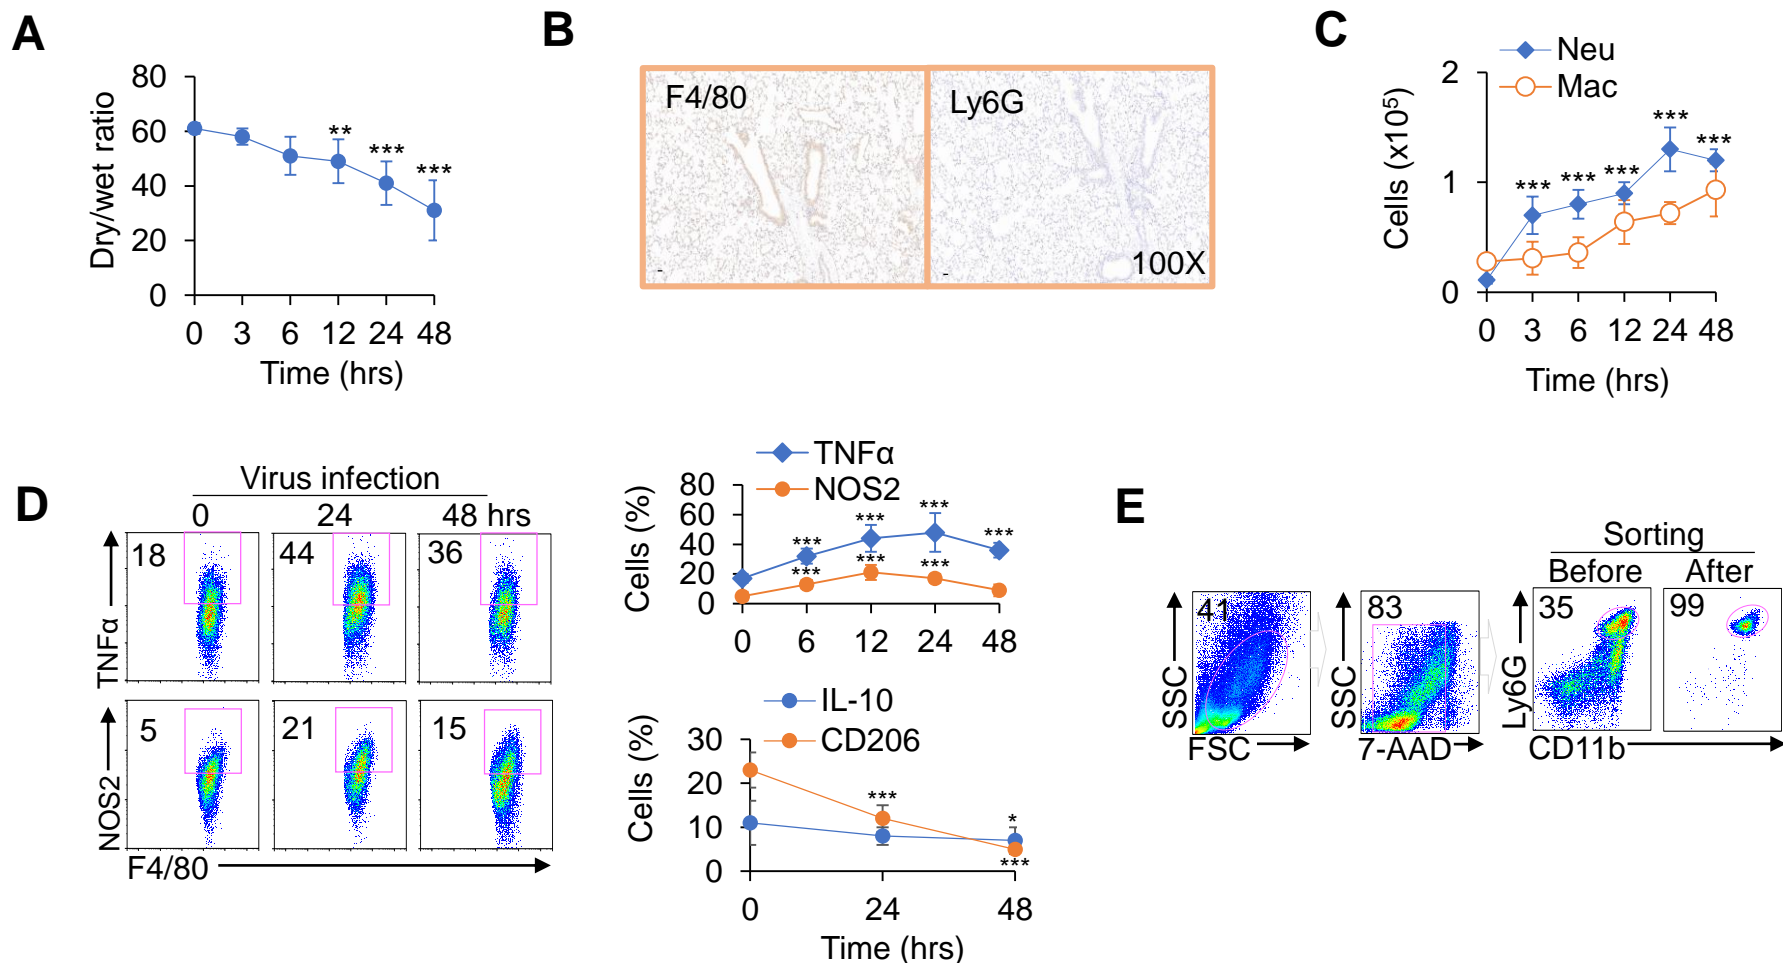 A
Dry/wet ratio
80
60
40
20
0
**
***
***
0 3 6 12 24 48
Time (hrs)
B
F4/80
Ly6G
100X
C
Neu
Mac
Cells (x10⁵)
2
1
0
***
***
***
***
***
0 3 6 12 24 48
Time (hrs)
D
Virus infection
0 24 48 hrs
TNFα
18 44 36
NOS2
5 21 15
F4/80
TNFα
NOS2
Cells (%)
80
60
40
20
0
***
***
***
***
***
***
***
0 6 12 24 48
IL-10
CD206
Cells (%)
30
20
10
0
***
*
***
0 24 48
Time (hrs)
E
Sorting
Before After
41
SSC
FSC
83
SSC
7-AAD
35
99
Ly6G
CD11b